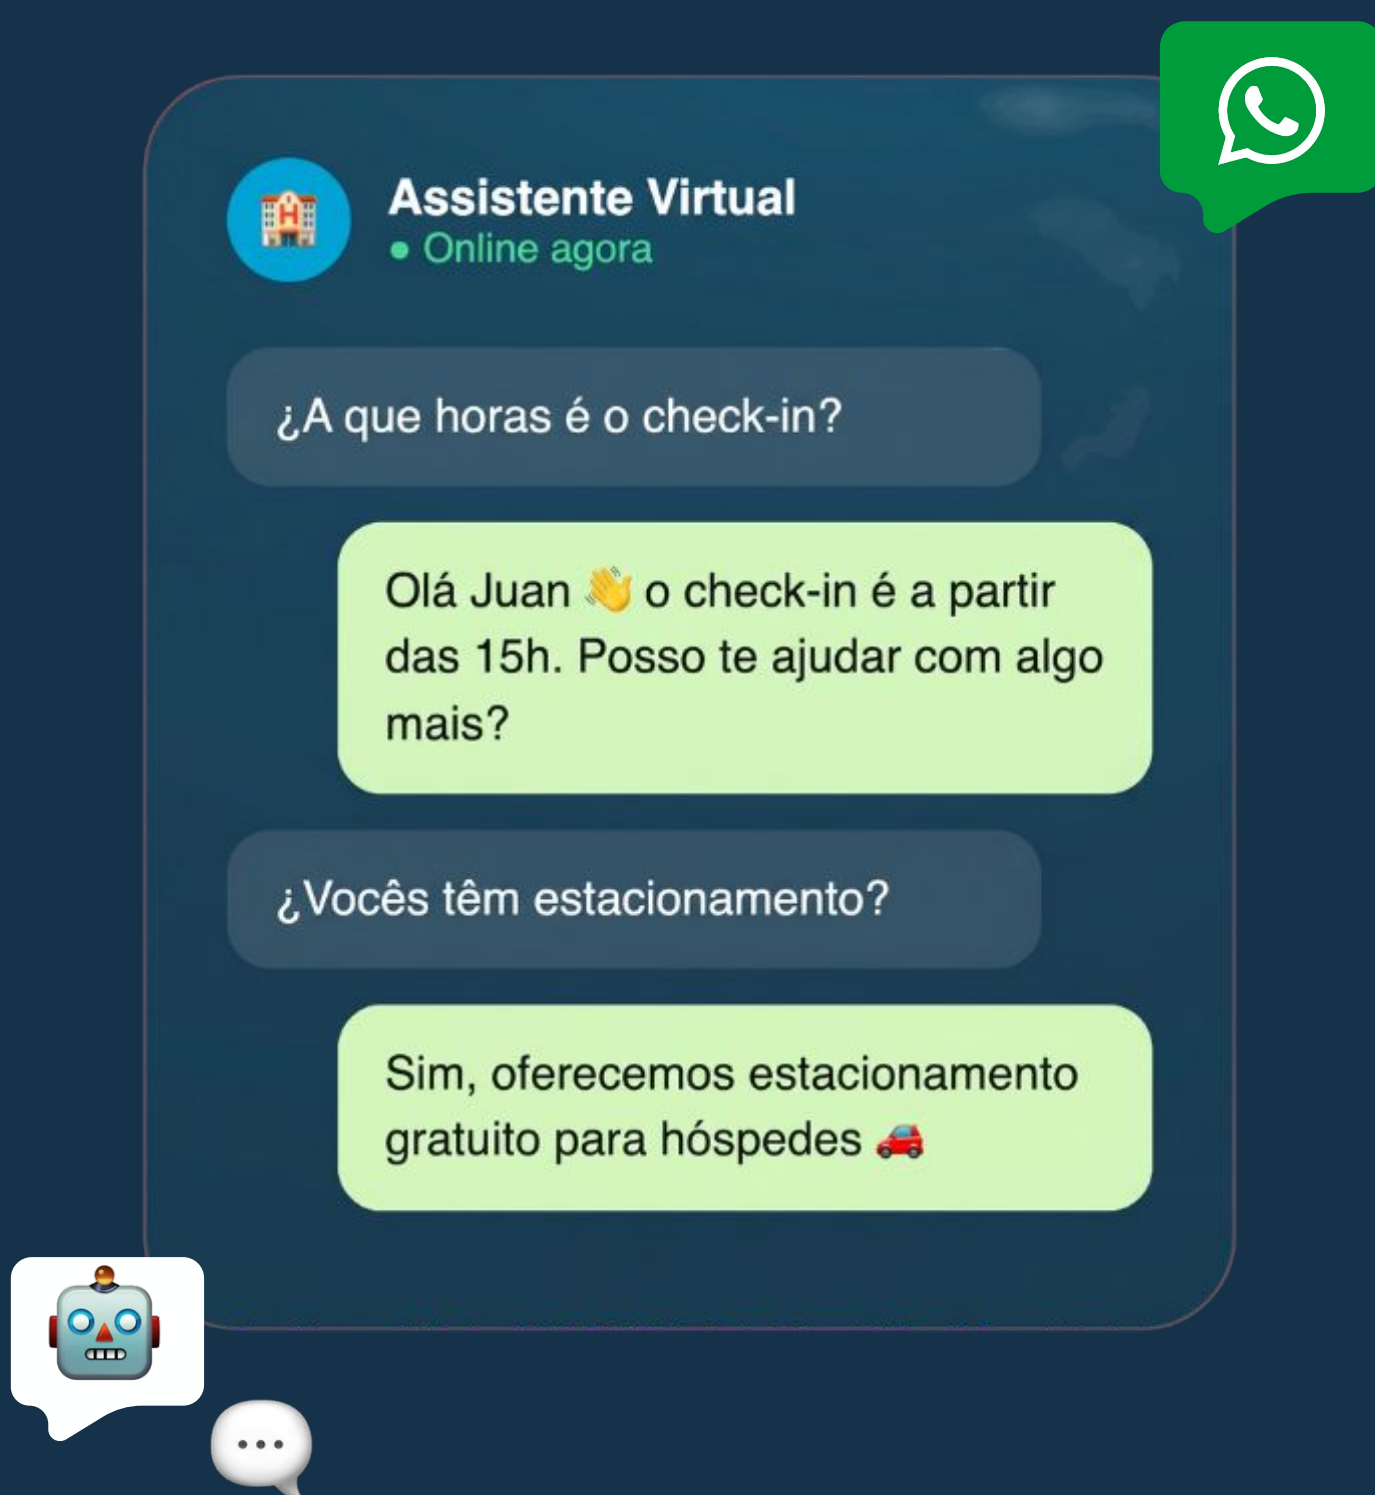 Assistente Virtual
● Online agora
¿A que horas é o check-in?
Olá Juan 👋 o check-in é a partir
das 15h. Posso te ajudar com algo
mais?
¿Vocês têm estacionamento?
Sim, oferecemos estacionamento
gratuito para hóspedes 🚗